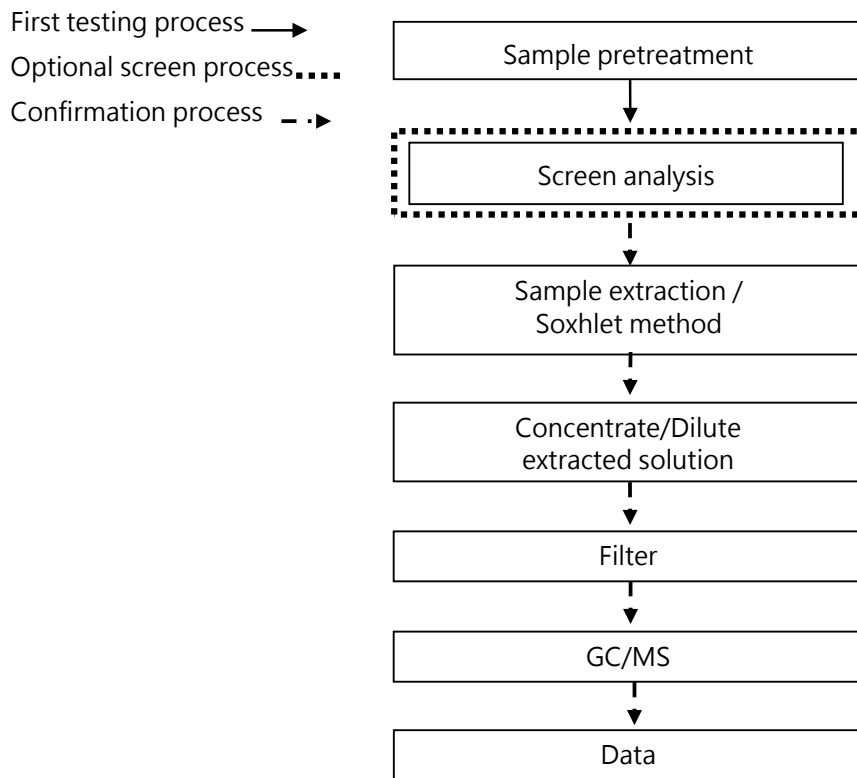 First testing process
Optional screen process
Confirmation process
Sample pretreatment
Screen analysis
Sample extraction /
Soxhlet method
Concentrate/Dilute
extracted solution
Filter
GC/MS
Data